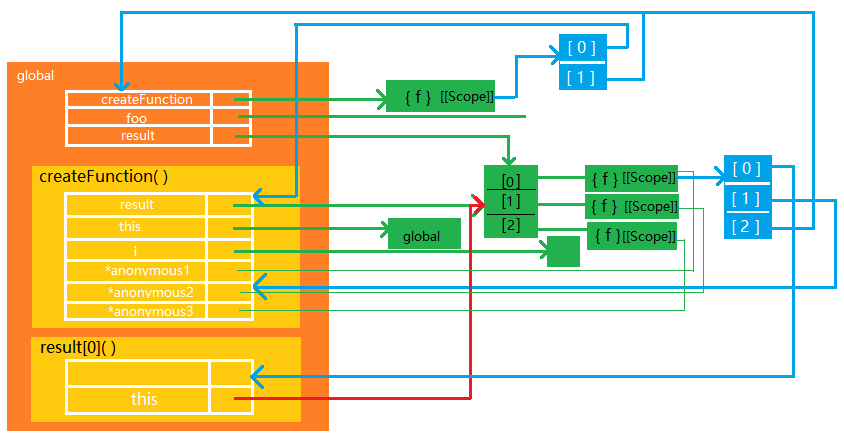 global
createFunction
foo
result
createFunction( )
result
this
i
*anonymous1
*anonymous2
*anonymous3
result[0]( )
this
{ f } [[Scope]]
[ 0 ]
[ 1 ]
global
[0]
[1]
[2]
{ f } [[Scope]]
{ f } [[Scope]]
{ f } [[Scope]]
[ 0 ]
[ 1 ]
[ 2 ]